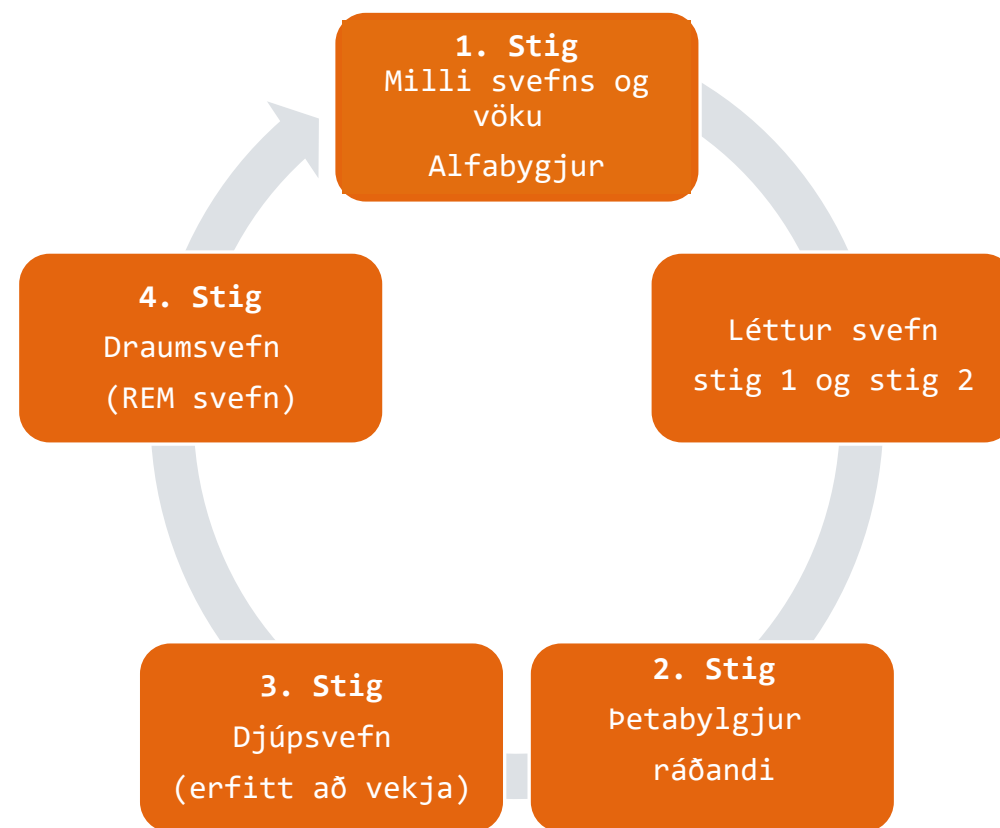 1. Stig
Milli svefns og
vöku
Alfabygjur
Léttur svefn
stig 1 og stig 2
2. Stig
Þetabylgjur
ráðandi
3. Stig
Djúpsvefn
(erfitt að vekja)
4. Stig
Draumsvefn
(REM svefn)